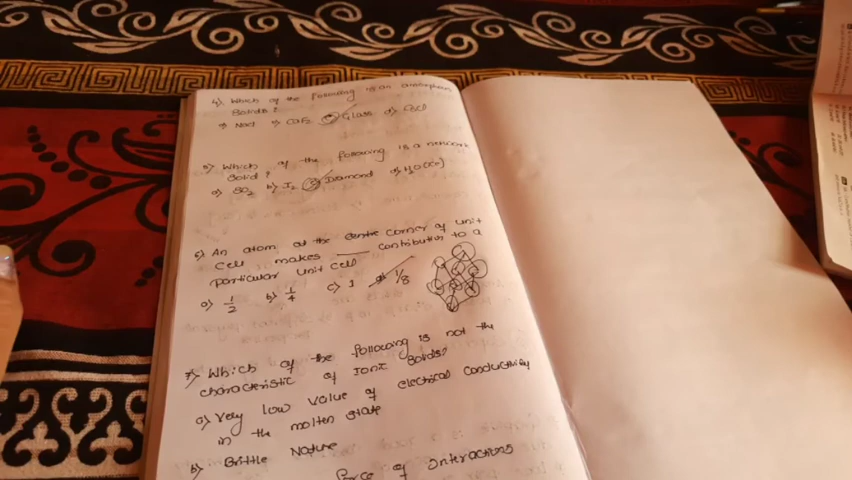 4) Which of the following is an amorphous
Solids?
a) NaCl b) CaF2 c) Glass d) CsCl
5) Which of the following is a network
Solid?
a) SO2 b) I2 c) Diamond d) H2O(ice)
6) An atom at the centre corner of unit
cell makes ____ contribution to a
particular unit cell
a) 1/2 b) 1/4 c) 1 d) 1/8
7) Which of the following is not the
characteristic of Ionic Solids?
a) Very low value of electrical conductivity
in the molten state
b) Brittle Nature
force of Interactions